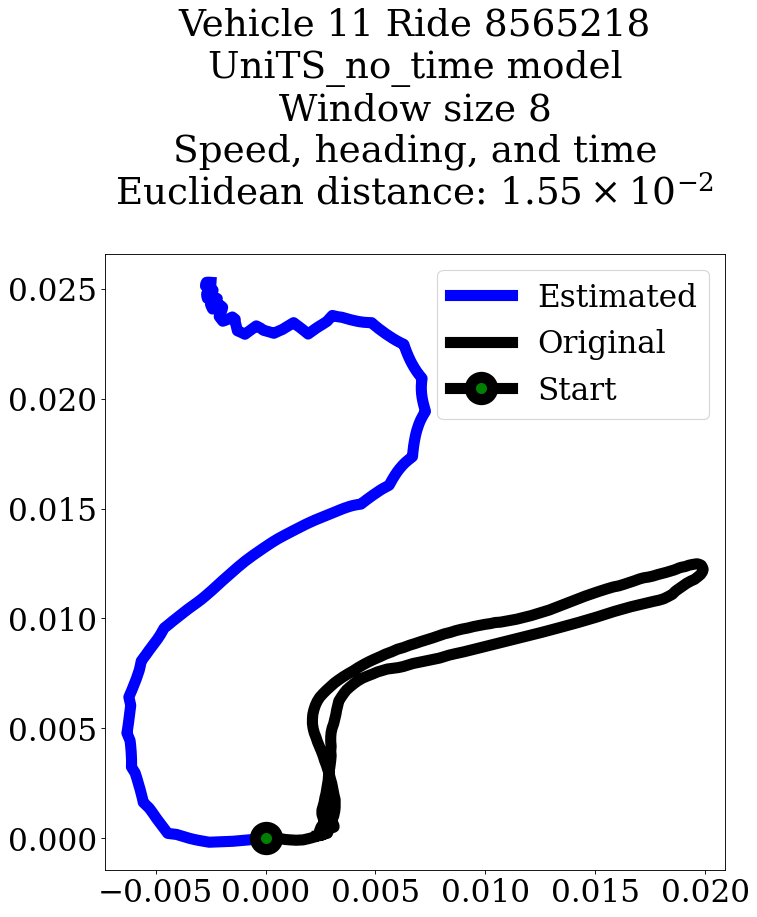 Vehicle 11 Ride 8565218
UniTS_no_time model
Window size 8
Speed, heading, and time
Euclidean distance: 1.55 × 10⁻²
Estimated
Original
Start
0.025
0.020
0.015
0.010
0.005
0.000
−0.005 0.000 0.005 0.010 0.015 0.020